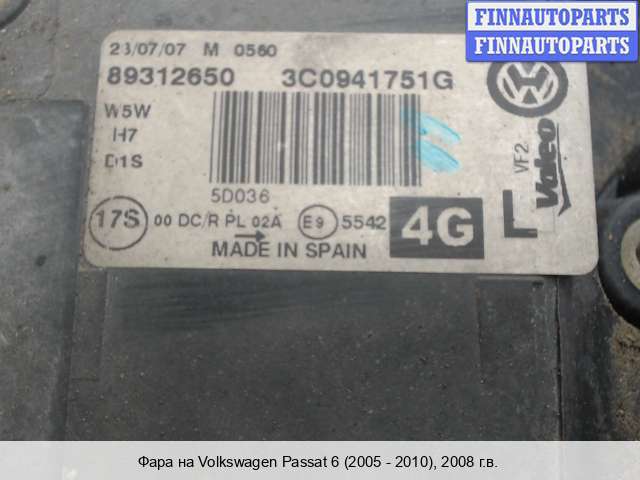 FINNAUTOPARTS
FINNAUTOPARTS
FINNAUTOPARTS
23/07/07 M 0560
89312650 3C0941751G
W5W
H7
D1S
5D036
17S 00 DC/R PL 02A E9 5542 4G
MADE IN SPAIN
L VF2 Valeo
Фара на Volkswagen Passat 6 (2005 - 2010), 2008 г.в.